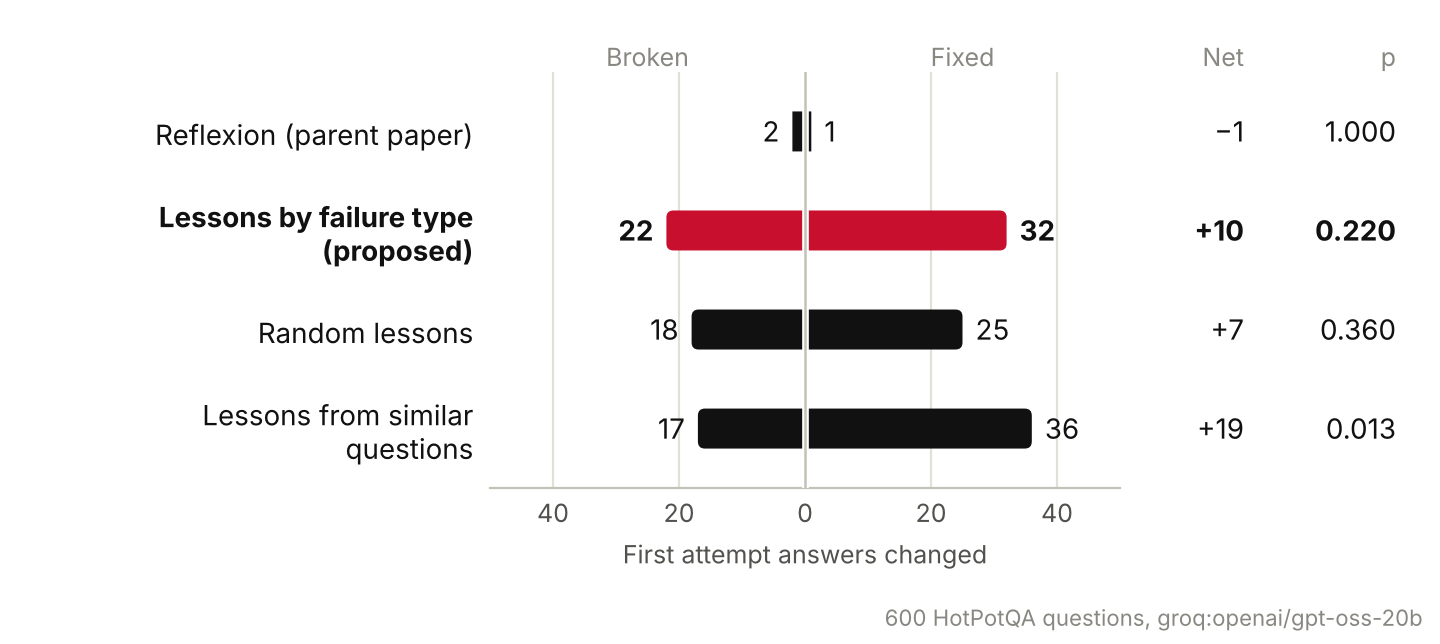 Broken Fixed Net p
Reflexion (parent paper) 2 1 −1 1.000
Lessons by failure type
(proposed) 22 32 +10 0.220
Random lessons 18 25 +7 0.360
Lessons from similar
questions 17 36 +19 0.013
40 20 0 20 40
First attempt answers changed
600 HotPotQA questions, groq:openai/gpt-oss-20b